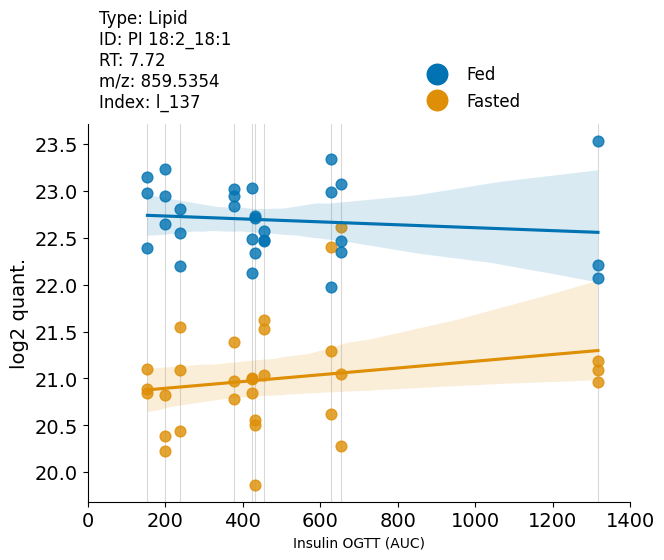 Type: Lipid
ID: PI 18:2_18:1
RT: 7.72
m/z: 859.5354
Index: l_137
Fed
Fasted
23.5
23.0
22.5
22.0
21.5
21.0
20.5
20.0
log2 quant.
0 200 400 600 800 1000 1200 1400
Insulin OGTT (AUC)